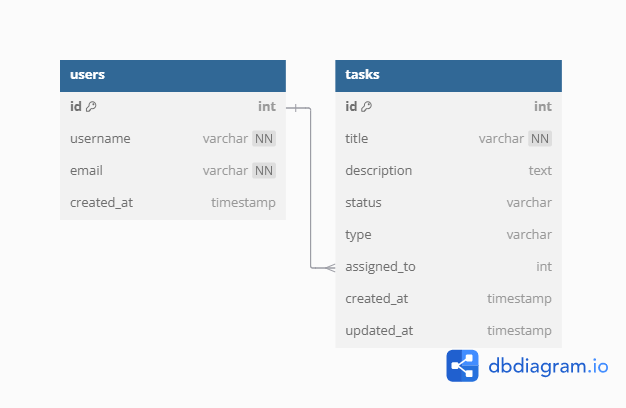 users
id int
username varchar NN
email varchar NN
created_at timestamp
tasks
id int
title varchar NN
description text
status varchar
type varchar
assigned_to int
created_at timestamp
updated_at timestamp
dbdiagram.io